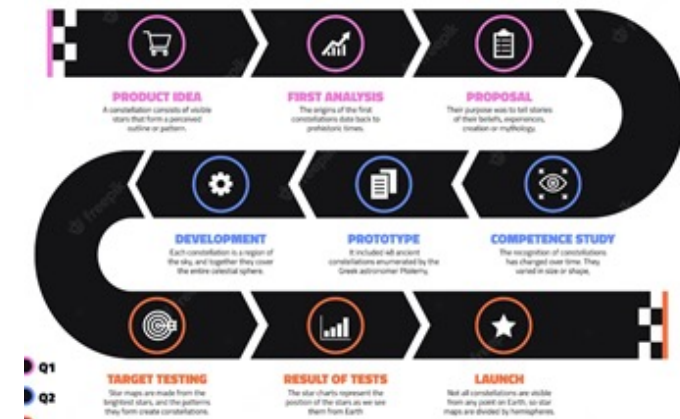 PRODUCT IDEA
A constellation consists of visible
stars that form a perceived
outline or pattern.
FIRST ANALYSIS
The origins of the first
constellations date back to
prehistoric times.
PROPOSAL
Their purpose was to tell stories
of their beliefs, experiences,
creation or mythology.
DEVELOPMENT
Each constellation is a region of
the sky, and together they cover
the entire celestial sphere.
PROTOTYPE
It included 48 ancient
constellations enumerated by the
Greek astronomer Ptolemy,
COMPETENCE STUDY
The recognition of constellations
has changed over time. They
varied in size or shape,
TARGET TESTING
Star maps are made from the
brightest stars, and the patterns
they form create constellations.
RESULT OF TESTS
The star charts represent the
position of the stars as we see
them from Earth
LAUNCH
Not all constellations are visible
from any point on Earth, so star
maps are divided by hemispheres.
Q1
Q2
freepik